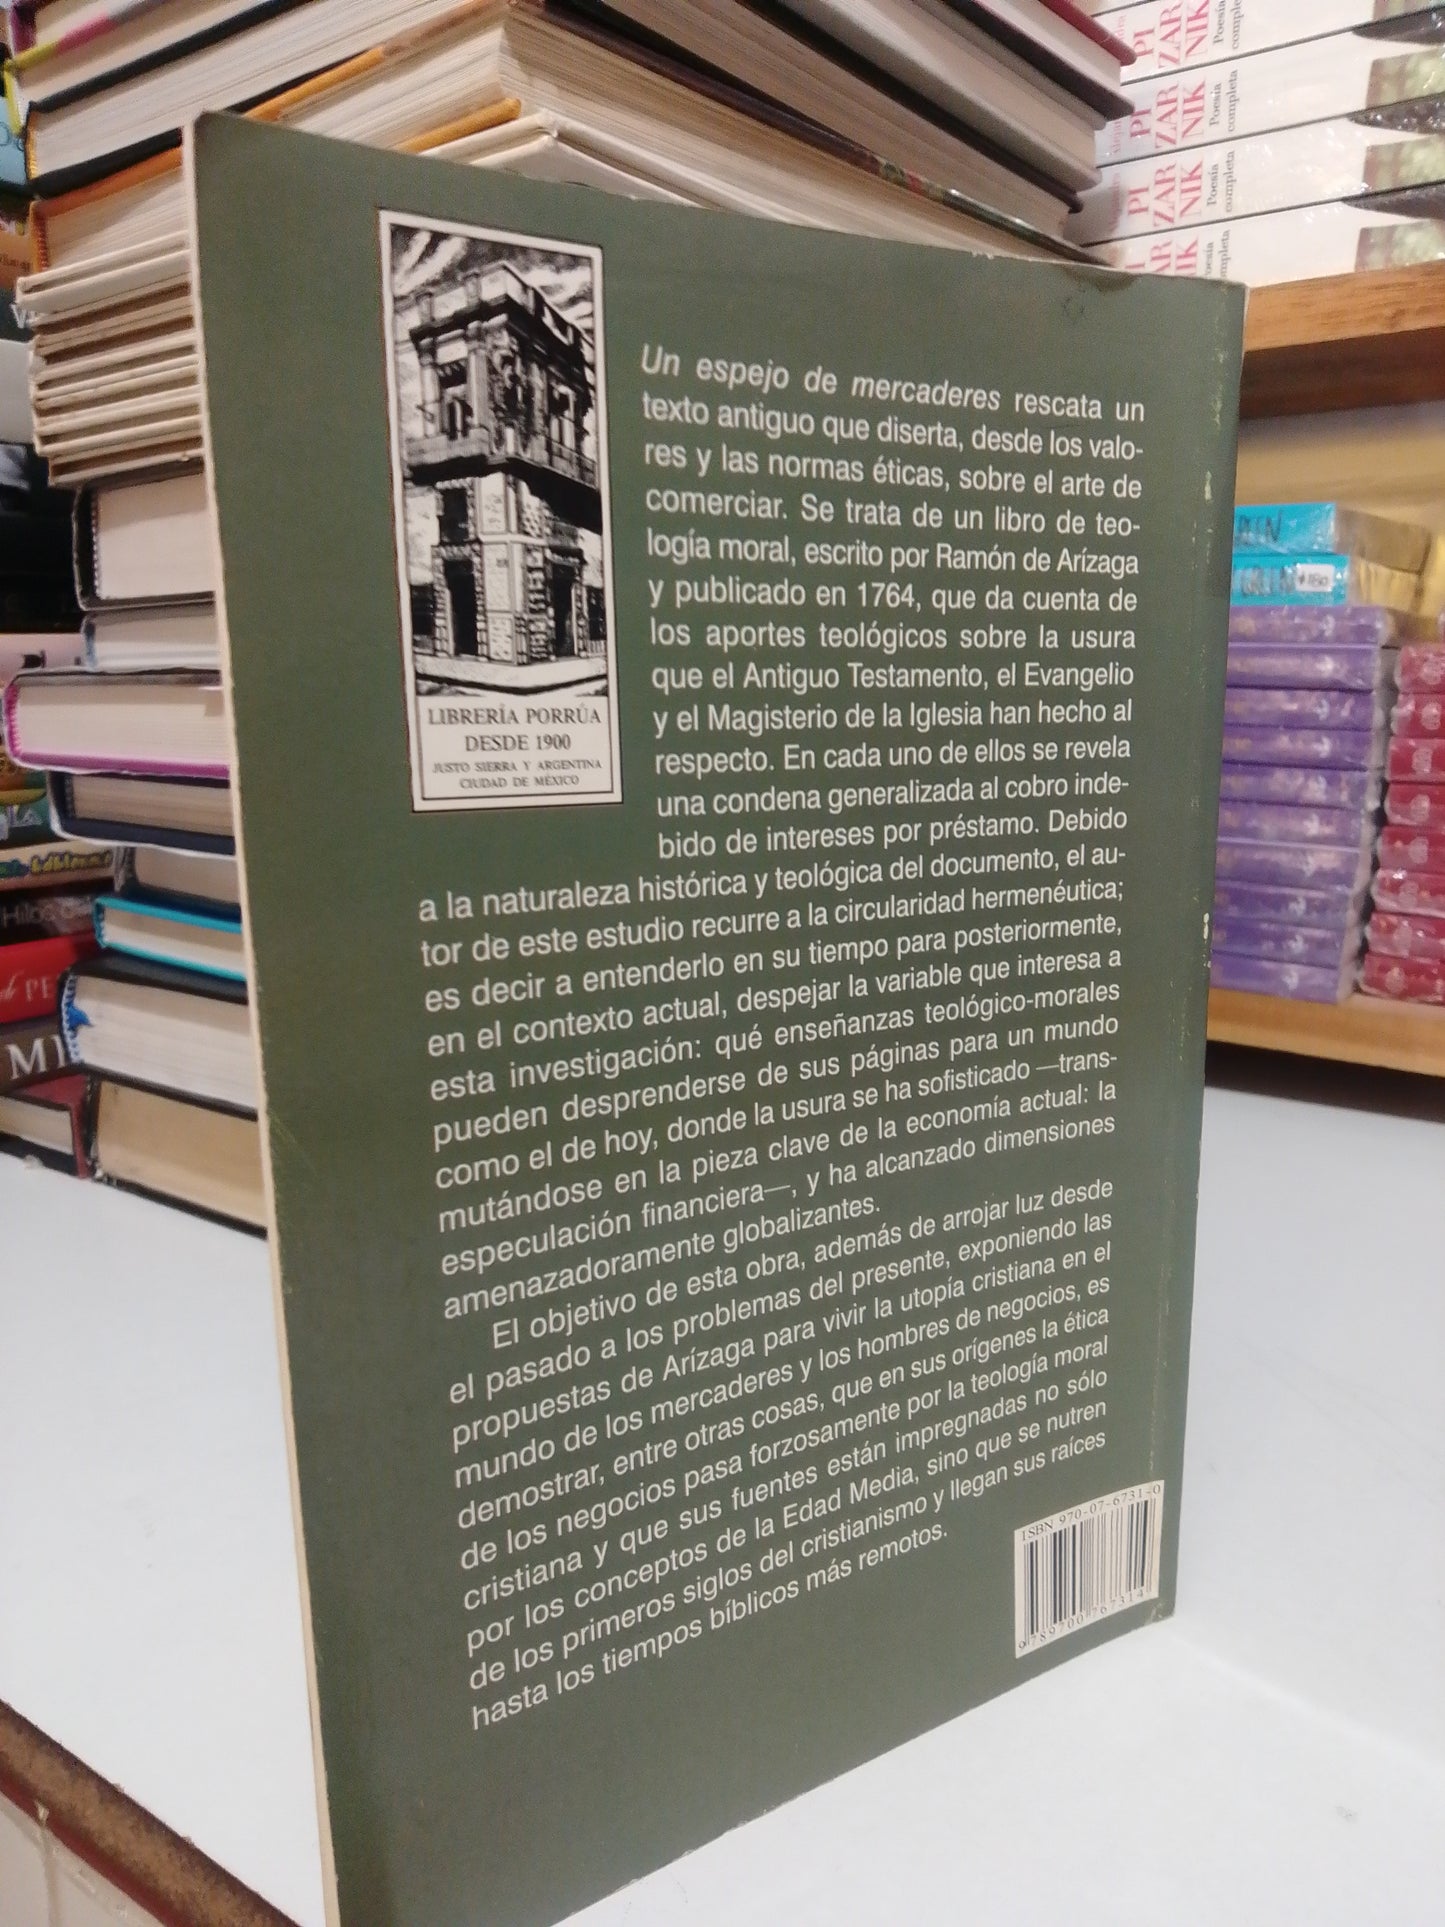 PI
ZAR
NIK
Poesía
completa
PI
ZAR
NIK
Poesía
completa
PI
ZAR
NIK
Poesía
completa
LIBRERÍA PORRÚA
DESDE 1900
JUSTO SIERRA Y ARGENTINA
CIUDAD DE MÉXICO
Un espejo de mercaderes rescata un
texto antiguo que diserta, desde los valo-
res y las normas éticas, sobre el arte de
comerciar. Se trata de un libro de teo-
logía moral, escrito por Ramón de Arízaga
y publicado en 1764, que da cuenta de
los aportes teológicos sobre la usura
que el Antiguo Testamento, el Evangelio
y el Magisterio de la Iglesia han hecho al
respecto. En cada uno de ellos se revela
una condena generalizada al cobro inde-
bido de intereses por préstamo. Debido
a la naturaleza histórica y teológica del documento, el au-
tor de este estudio recurre a la circularidad hermenéutica;
es decir a entenderlo en su tiempo para posteriormente,
en el contexto actual, despejar la variable que interesa a
esta investigación: qué enseñanzas teológico-morales
pueden desprenderse de sus páginas para un mundo
como el de hoy, donde la usura se ha sofisticado —trans-
mutándose en la pieza clave de la economía actual: la
especulación financiera—, y ha alcanzado dimensiones
amenazadoramente globalizantes.
El objetivo de esta obra, además de arrojar luz desde
el pasado a los problemas del presente, exponiendo las
propuestas de Arízaga para vivir la utopía cristiana en el
mundo de los mercaderes y los hombres de negocios, es
demostrar, entre otras cosas, que en sus orígenes la ética
de los negocios pasa forzosamente por la teología moral
cristiana y que sus fuentes están impregnadas no sólo
por los conceptos de la Edad Media, sino que se nutren
de los primeros siglos del cristianismo y llegan sus raíces
hasta los tiempos bíblicos más remotos.
ISBN 970-07-6731-0
9 789700 767314